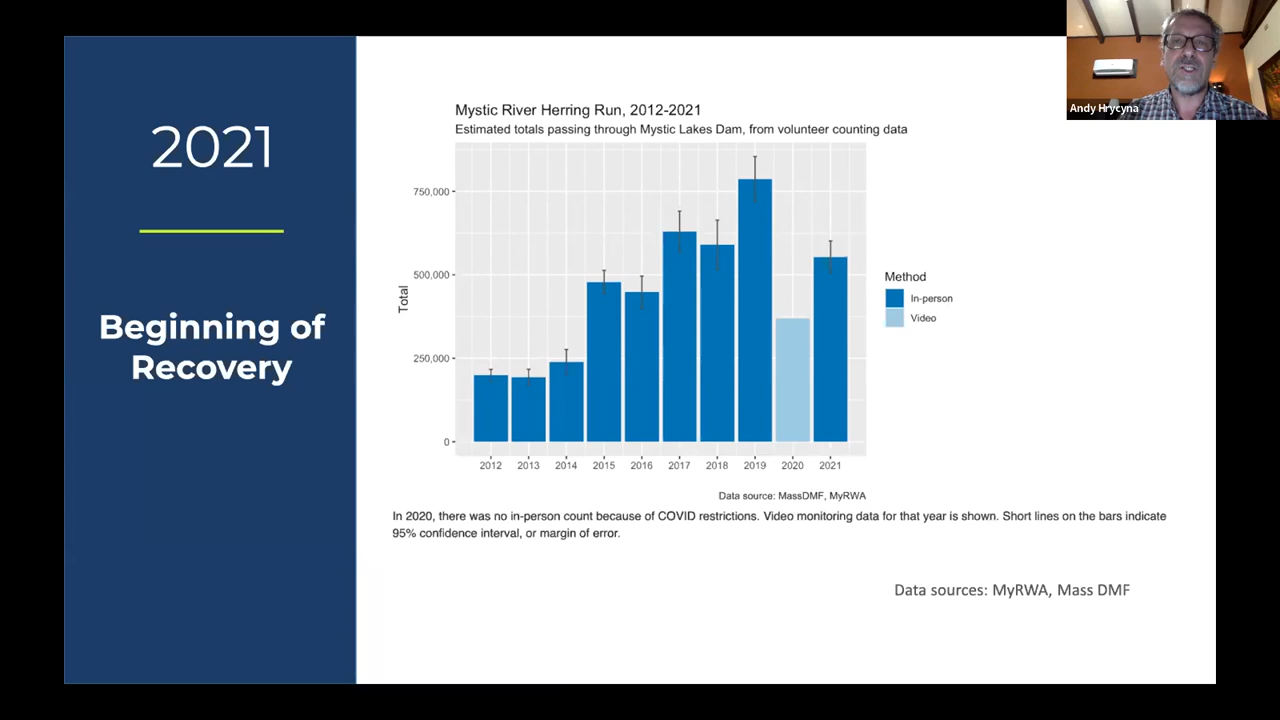 2021
Beginning of
Recovery
Mystic River Herring Run, 2012-2021
Estimated totals passing through Mystic Lakes Dam, from volunteer counting data
Total
750,000
500,000
250,000
0
2012 2013 2014 2015 2016 2017 2018 2019 2020 2021
Method
In-person
Video
Data source: MassDMF, MyRWA
In 2020, there was no in-person count because of COVID restrictions. Video monitoring data for that year is shown. Short lines on the bars indicate
95% confidence interval, or margin of error.
Data sources: MyRWA, Mass DMF
Andy Hrycyna